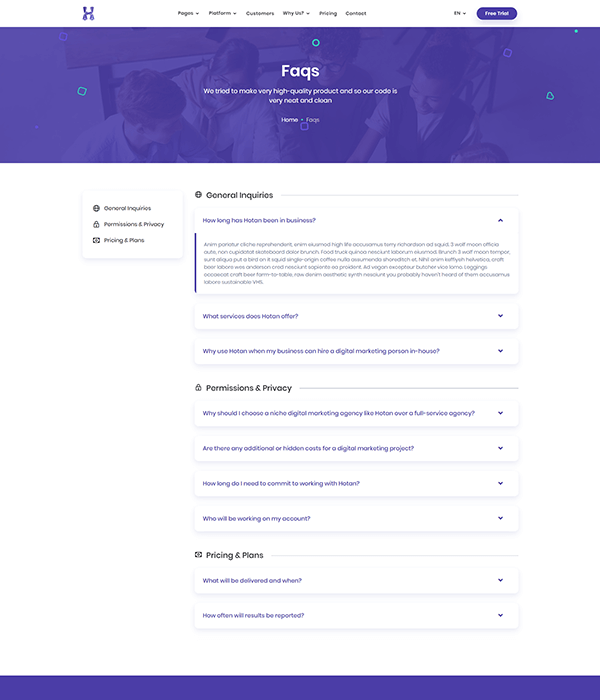 Pages Platform Customers Why Us? Pricing Contact EN Free Trial
Faqs
We tried to make very high-quality product and so our code is
very neat and clean
Home • Faqs
General Inquiries
Permissions & Privacy
Pricing & Plans
General Inquiries
How long has Hotan been in business?
Anim pariatur cliche reprehenderit, enim eiusmod high life accusamus terry richardson ad squid. 3 wolf moon officia
aute, non cupidatat skateboard dolor brunch. Food truck quinoa nesciunt laborum eiusmod. Brunch 3 wolf moon tempor,
sunt aliqua put a bird on it squid single-origin coffee nulla assumenda shoreditch et. Nihil anim keffiyeh helvetica, craft
beer labore wes anderson cred nesciunt sapiente ea proident. Ad vegan excepteur butcher vice lomo. Leggings
occaecat craft beer farm-to-table, raw denim aesthetic synth nesciunt you probably haven't heard of them accusamus
labore sustainable VHS.
What services does Hotan offer?
Why use Hotan when my business can hire a digital marketing person in-house?
Permissions & Privacy
Why should I choose a niche digital marketing agency like Hotan over a full-service agency?
Are there any additional or hidden costs for a digital marketing project?
How long do I need to commit to working with Hotan?
Who will be working on my account?
Pricing & Plans
What will be delivered and when?
How often will results be reported?